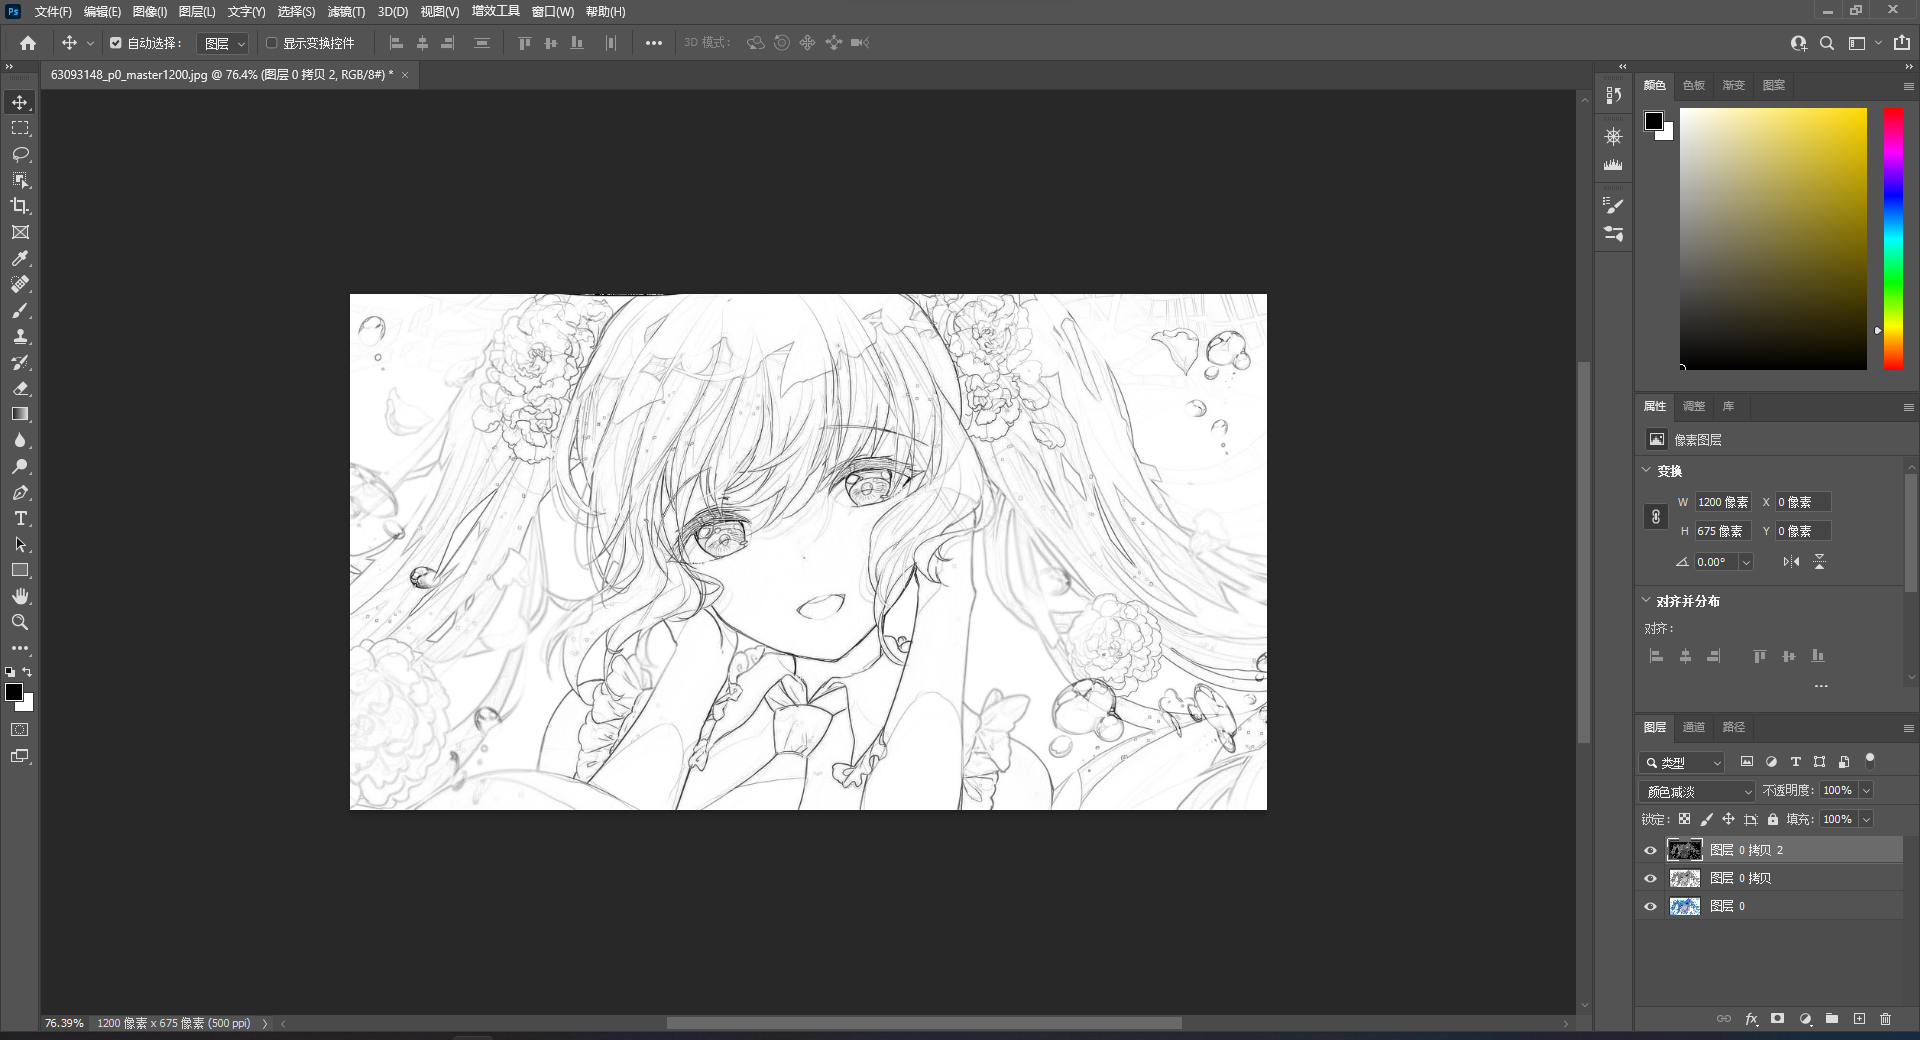 Ps 文件(F) 编辑(E) 图像(I) 图层(L) 文字(Y) 选择(S) 滤镜(T) 3D(D) 视图(V) 增效工具 窗口(W) 帮助(H)
自动选择： 图层 显示变换控件 3D 模式：
63093148_p0_master1200.jpg @ 76.4% (图层 0 拷贝 2, RGB/8#) *
颜色 色板 渐变 图案
属性 调整 库
像素图层
变换
W 1200 像素 X 0 像素
H 675 像素 Y 0 像素
0.00°
对齐并分布
对齐：
图层 通道 路径
类型
颜色减淡 不透明度： 100%
锁定： 填充： 100%
图层 0 拷贝 2
图层 0 拷贝
图层 0
fx
76.39% 1200 像素 x 675 像素 (500 ppi)